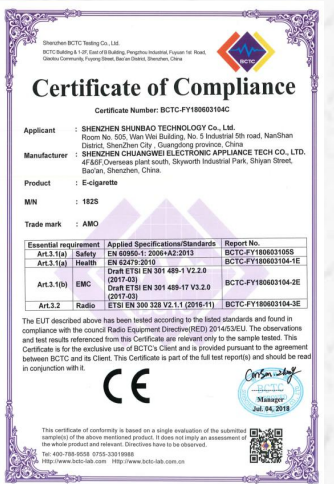 Shenzhen BCTC Testing Co., Ltd.
BCTC Building & 1-2F, East of B Building, Pengzhou Industrial, Fuyuan 1st Road,
Qiaotou Community, Fuyong Street, Bao'an District, Shenzhen, China
BCTC
Certificate of Compliance
Certificate Number: BCTC-FY180603104C
Applicant : SHENZHEN SHUNBAO TECHNOLOGY Co., Ltd.
Room No. 505, Wan Wei Building, No. 5 Industrial 5th road, NanShan
District, ShenZhen City , Guangdong province, China
Manufacturer : SHENZHEN CHUANGWEI ELECTRONIC APPLIANCE TECH CO., LTD.
4F&8F,Overseas plant south, Skyworth Industrial Park, Shiyan Street,
Bao'an, Shenzhen, China.
Product : E-cigarette
M/N : 182S
Trade mark : AMO
Essential requirement Applied Specifications/Standards Report No.
Art.3.1(a) Safety EN 60950-1: 2006+A2:2013 BCTC-FY180603105S
Art.3.1(a) Health EN 62479:2010 BCTC-FY180603104-1E
Art.3.1(b) EMC Draft ETSI EN 301 489-1 V2.2.0
(2017-03)
Draft ETSI EN 301 489-17 V3.2.0
(2017-03) BCTC-FY180603104-2E
Art.3.2 Radio ETSI EN 300 328 V2.1.1 (2016-11) BCTC-FY180603104-3E
The EUT described above has been tested according to the listed standards and found in
compliance with the council Radio Equipment Directive(RED) 2014/53/EU. The observations
and test results referenced from this Certificate are relevant only to the sample tested. This
Certificate is for the exclusive use of BCTC's Client and is provided pursuant to the agreement
between BCTC and its Client. This Certificate is part of the full test report(s) and should be read
in conjunction with it.
CE
BCTC
Manager
Jul. 04, 2018
This certificate of conformity is based on a single evaluation of the submitted
sample(s) of the above mentioned product. It does not imply an assessment of
the whole product and relevant. Directives have to be observed.
Tel: 400-788-9558 0755-33019988
Http://www.bctc-lab.com Http://www.bctc-lab.com.cn